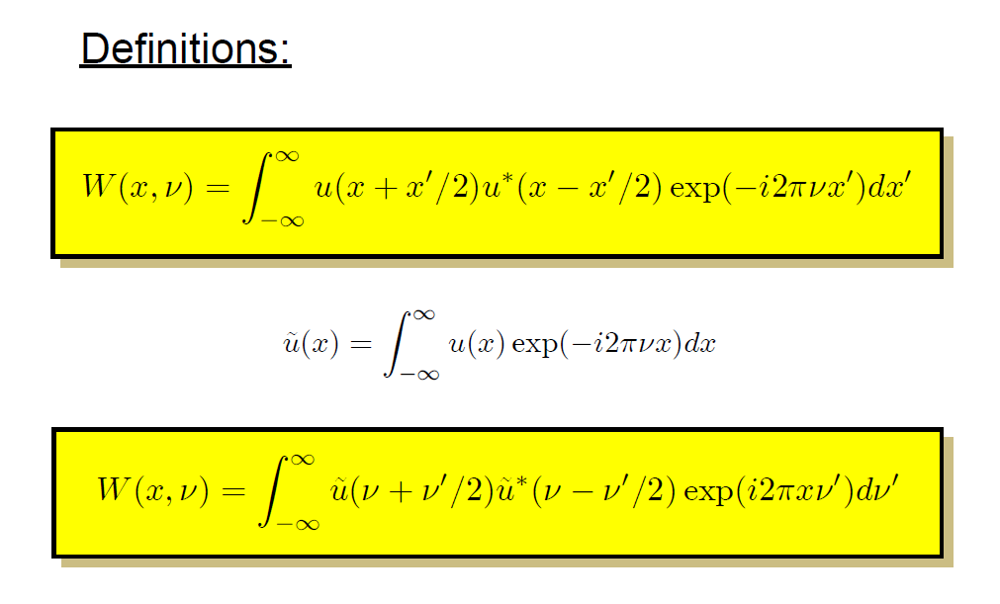 Definitions:
W(x, ν) = ∫_{−∞}^{∞} u(x + x′/2)u*(x − x′/2) exp(−i2πνx′)dx′
ũ(x) = ∫_{−∞}^{∞} u(x) exp(−i2πνx)dx
W(x, ν) = ∫_{−∞}^{∞} ũ(ν + ν′/2)ũ*(ν − ν′/2) exp(i2πxν′)dν′